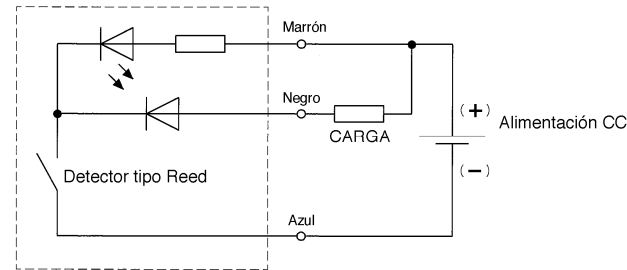 Marrón
Negro
CARGA
(+)
Alimentación CC
(−)
Detector tipo Reed
Azul